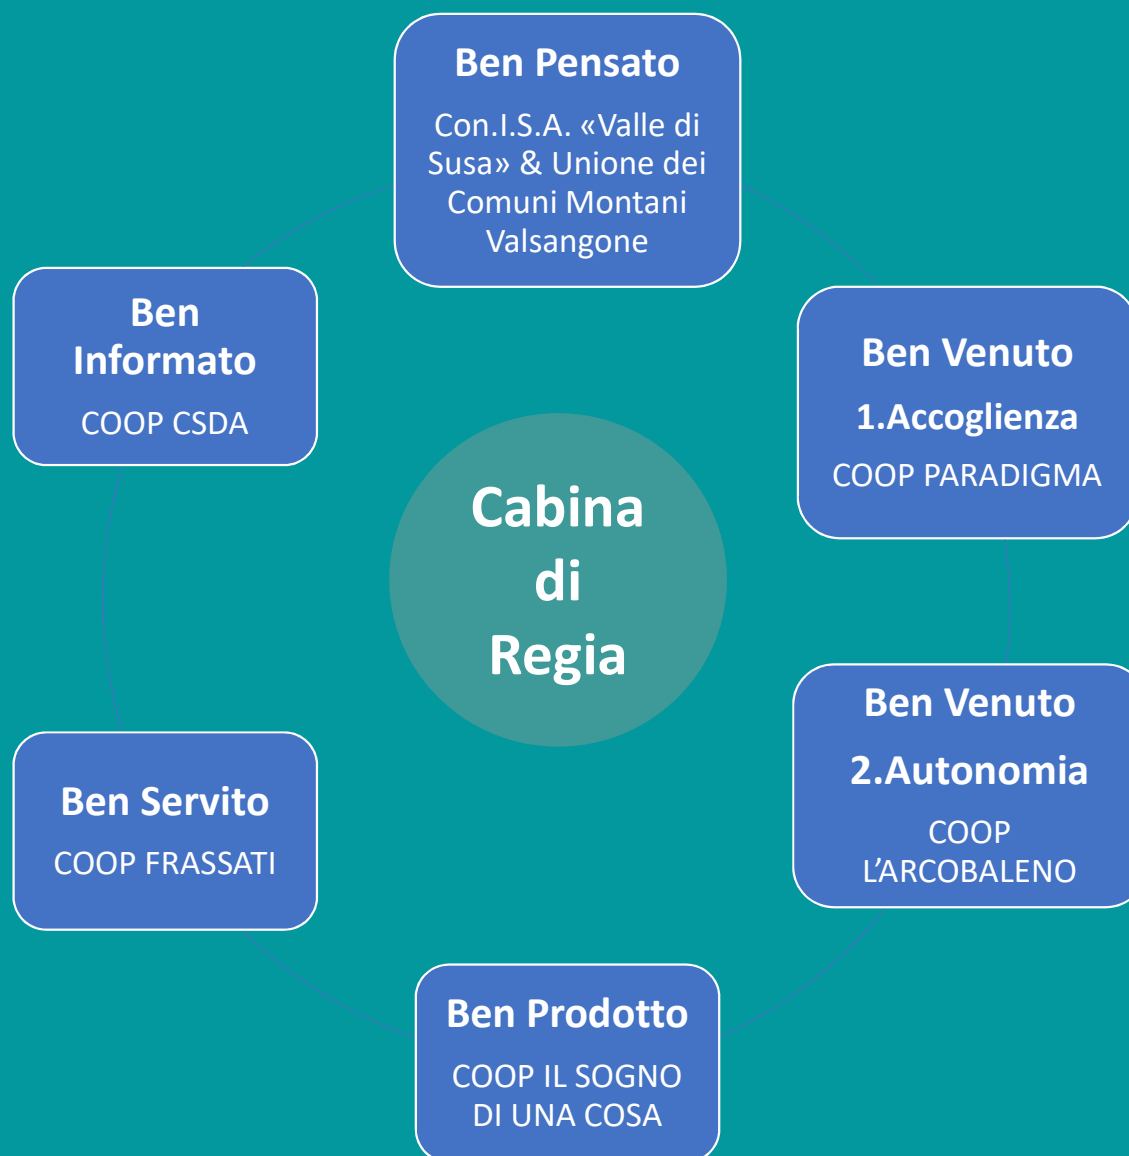 Ben Pensato
Con.I.S.A. «Valle di
Susa» & Unione dei
Comuni Montani
Valsangone
Ben Venuto
1.Accoglienza
COOP PARADIGMA
Ben Venuto
2.Autonomia
COOP
L’ARCOBALENO
Ben Prodotto
COOP IL SOGNO
DI UNA COSA
Ben Servito
COOP FRASSATI
Ben
Informato
COOP CSDA
Cabina
di
Regia